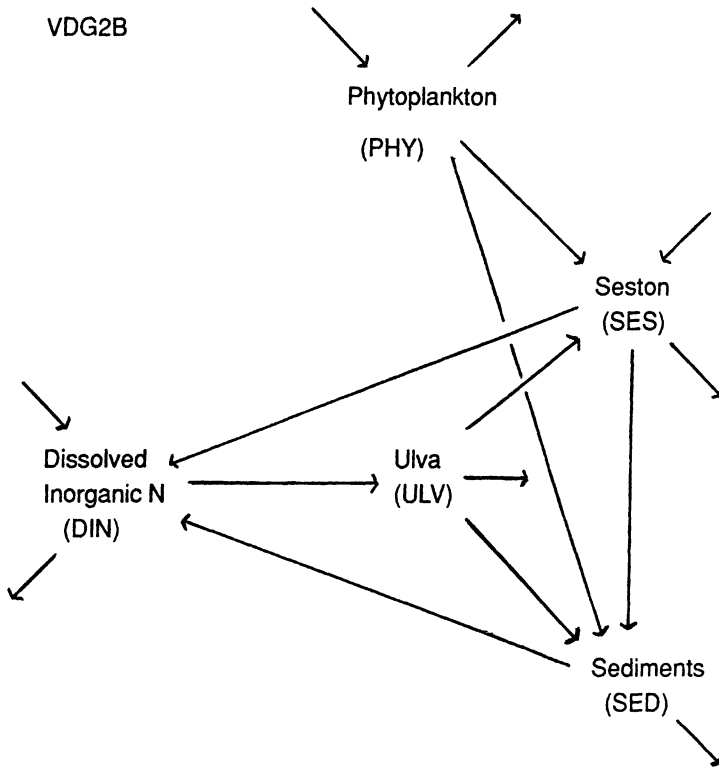 VDG2B
Phytoplankton
(PHY)
Seston
(SES)
Dissolved
Inorganic N
(DIN)
Ulva
(ULV)
Sediments
(SED)